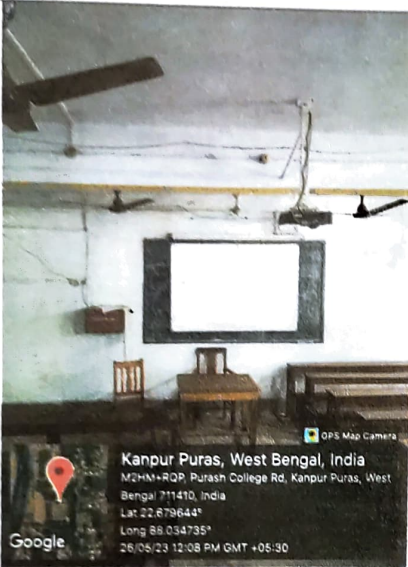 GPS Map Camera
Kanpur Puras, West Bengal, India
M2HM+RQP, Purash College Rd, Kanpur Puras, West
Bengal 711410, India
Lat 22.679644°
Long 88.034735°
26/05/23 12:08 PM GMT +05:30
Google